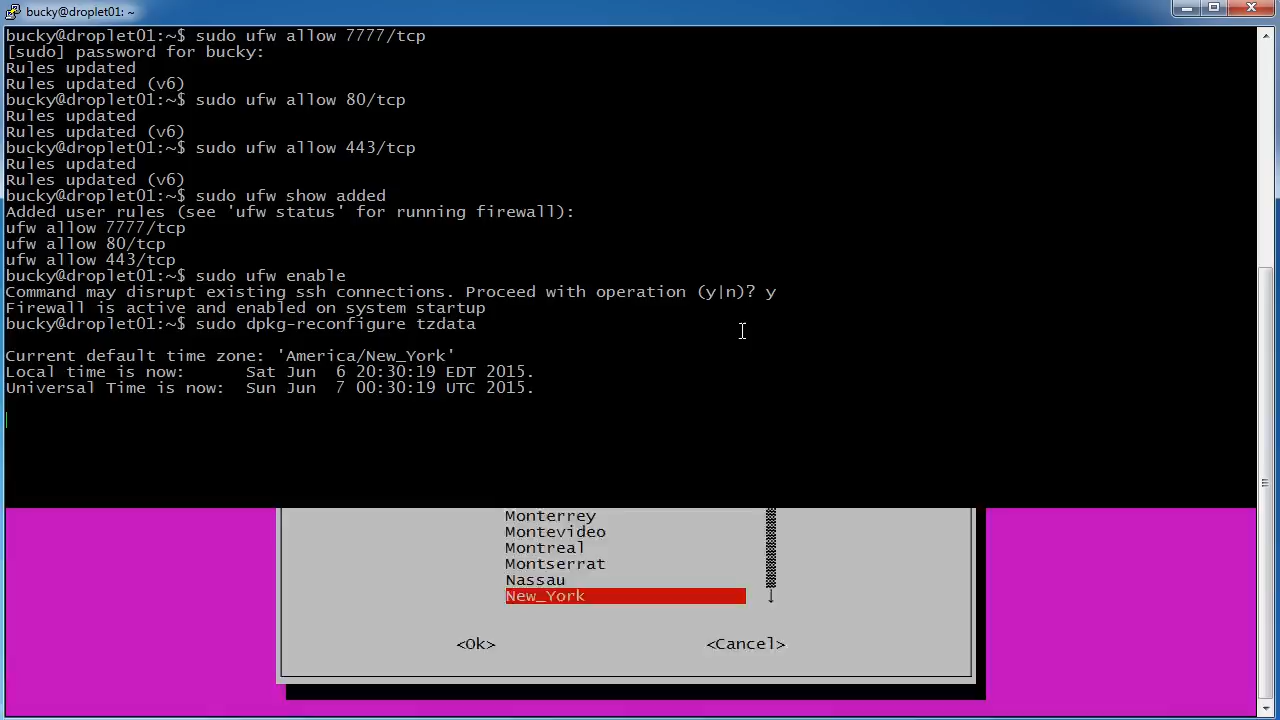 bucky@droplet01: ~
bucky@droplet01:~$ sudo ufw allow 7777/tcp
[sudo] password for bucky:
Rules updated
Rules updated (v6)
bucky@droplet01:~$ sudo ufw allow 80/tcp
Rules updated
Rules updated (v6)
bucky@droplet01:~$ sudo ufw allow 443/tcp
Rules updated
Rules updated (v6)
bucky@droplet01:~$ sudo ufw show added
Added user rules (see 'ufw status' for running firewall):
ufw allow 7777/tcp
ufw allow 80/tcp
ufw allow 443/tcp
bucky@droplet01:~$ sudo ufw enable
Command may disrupt existing ssh connections. Proceed with operation (y|n)? y
Firewall is active and enabled on system startup
bucky@droplet01:~$ sudo dpkg-reconfigure tzdata
Current default time zone: 'America/New_York'
Local time is now:      Sat Jun  6 20:30:19 EDT 2015.
Universal Time is now:  Sun Jun  7 00:30:19 UTC 2015.
Monterrey
Montevideo
Montreal
Montserrat
Nassau
New_York
<Ok> <Cancel>